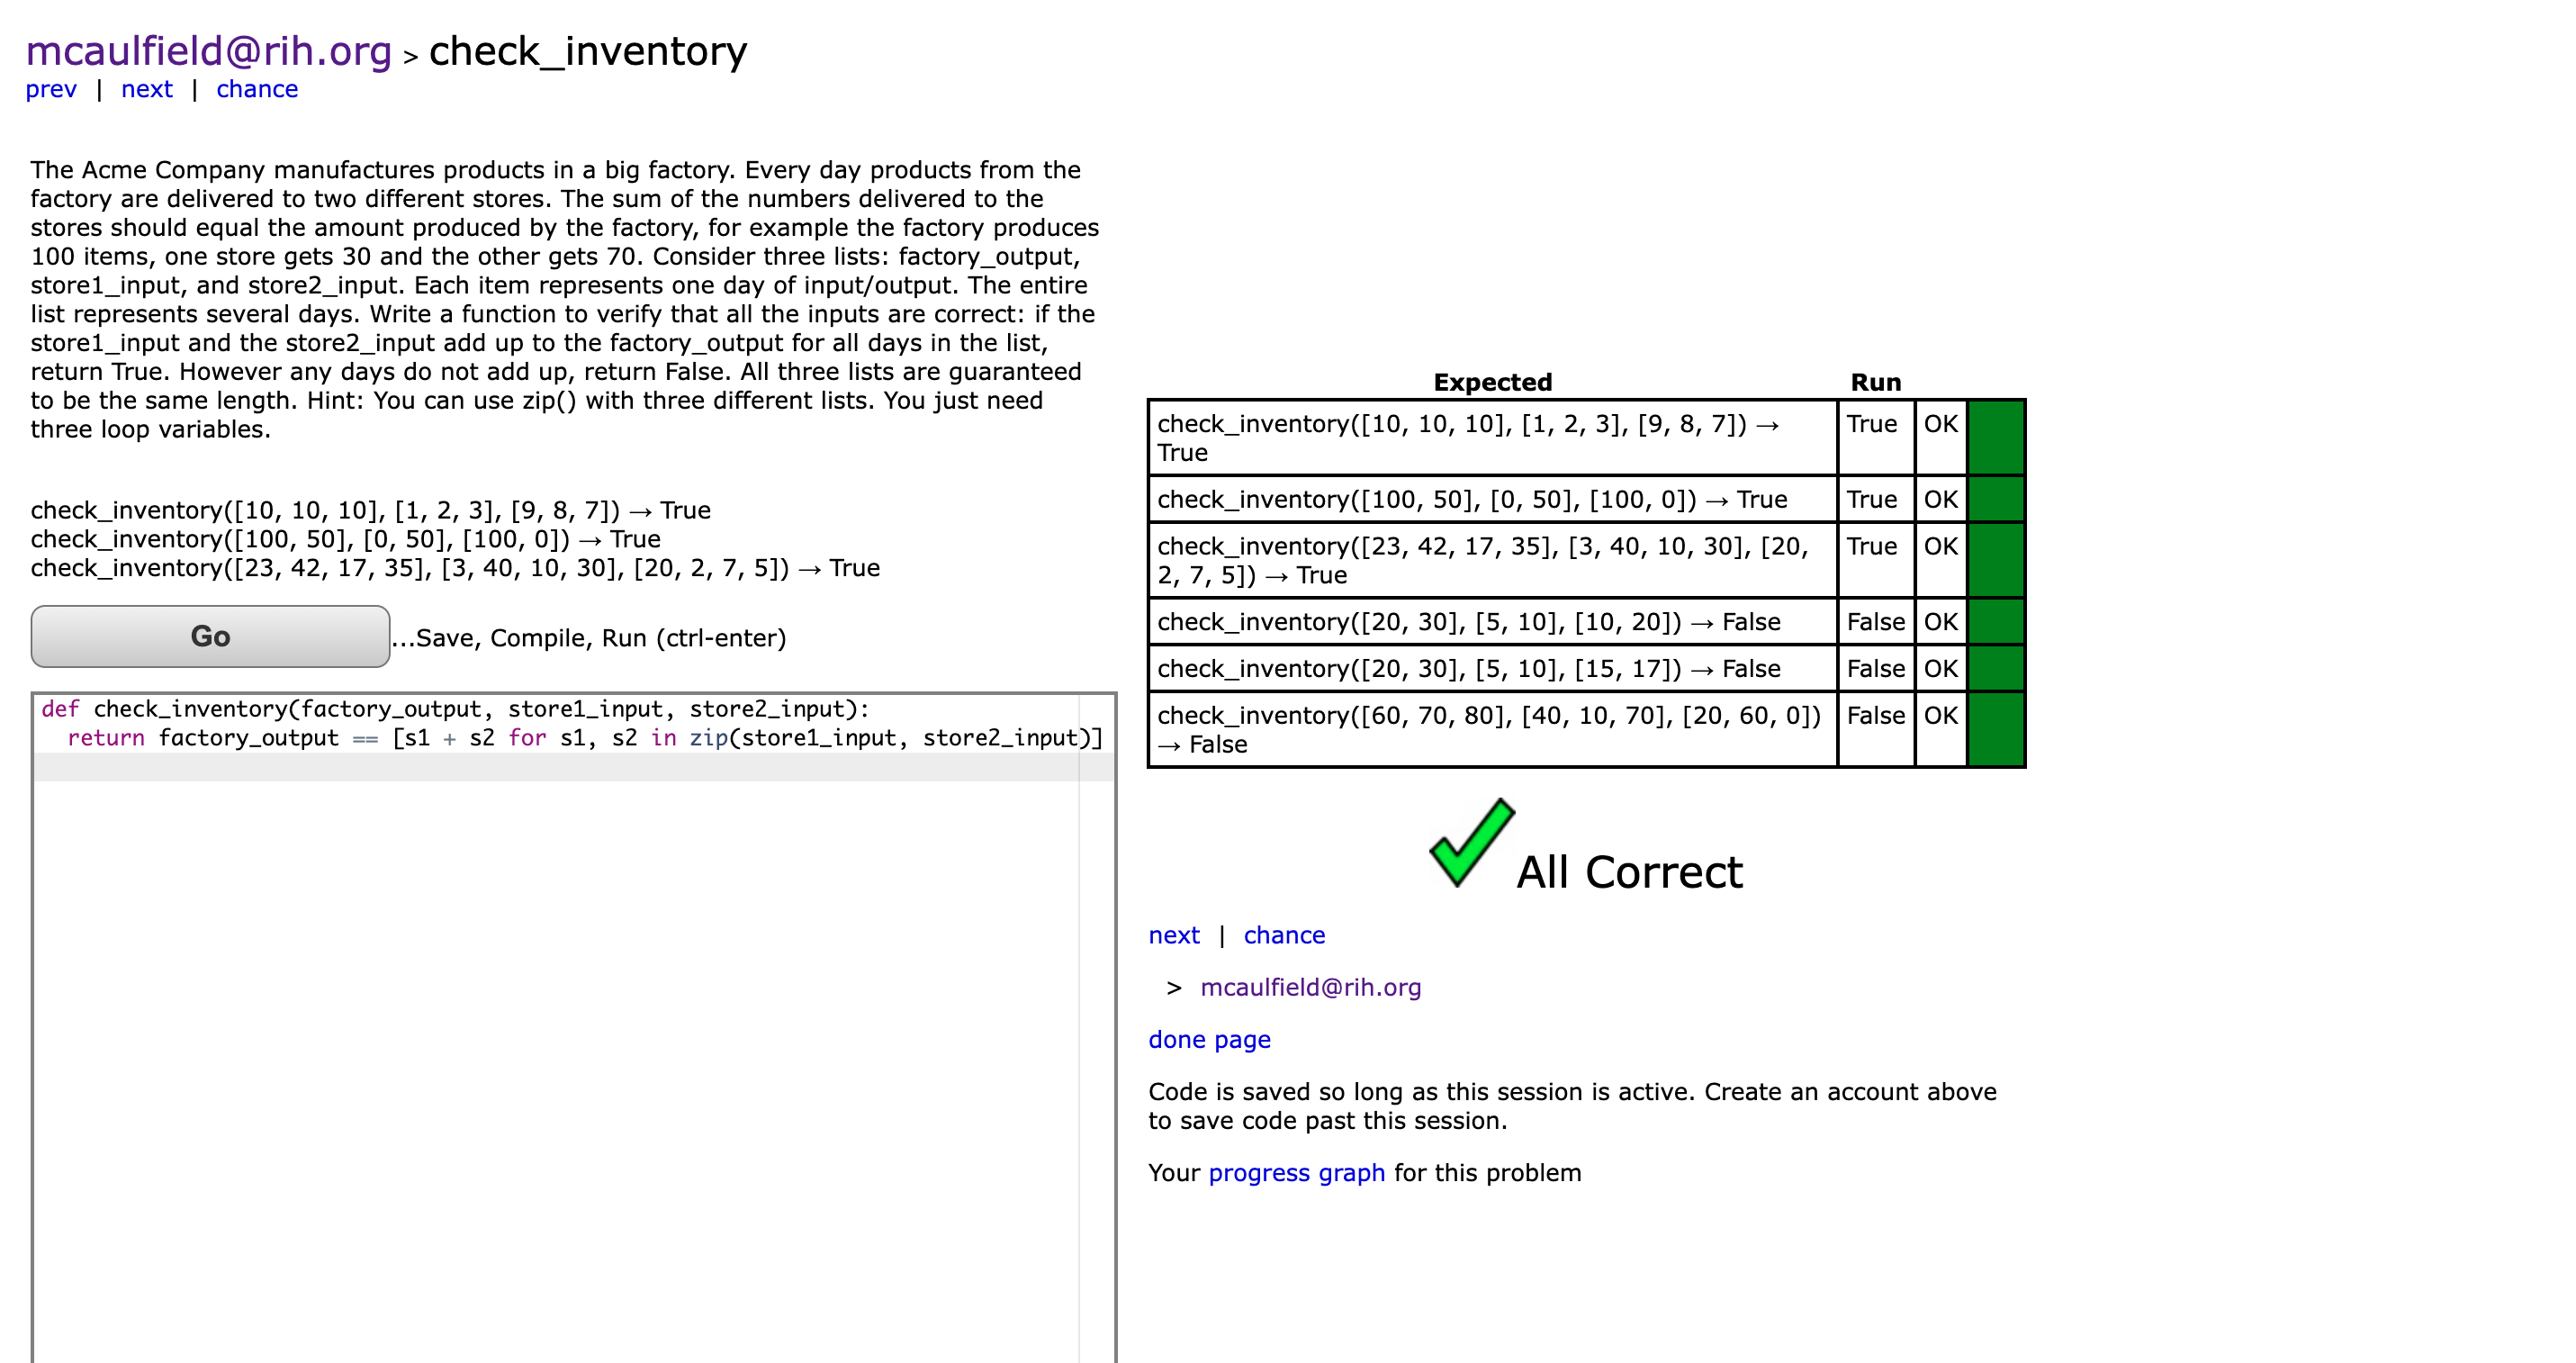 mcaulfield@rih.org > check_inventory
prev | next | chance
The Acme Company manufactures products in a big factory. Every day products from the
factory are delivered to two different stores. The sum of the numbers delivered to the
stores should equal the amount produced by the factory, for example the factory produces
100 items, one store gets 30 and the other gets 70. Consider three lists: factory_output,
store1_input, and store2_input. Each item represents one day of input/output. The entire
list represents several days. Write a function to verify that all the inputs are correct: if the
store1_input and the store2_input add up to the factory_output for all days in the list,
return True. However any days do not add up, return False. All three lists are guaranteed
to be the same length. Hint: You can use zip() with three different lists. You just need
three loop variables.
check_inventory([10, 10, 10], [1, 2, 3], [9, 8, 7]) → True
check_inventory([100, 50], [0, 50], [100, 0]) → True
check_inventory([23, 42, 17, 35], [3, 40, 10, 30], [20, 2, 7, 5]) → True
Go ...Save, Compile, Run (ctrl-enter)
def check_inventory(factory_output, store1_input, store2_input):
  return factory_output == [s1 + s2 for s1, s2 in zip(store1_input, store2_input)]
Expected Run
check_inventory([10, 10, 10], [1, 2, 3], [9, 8, 7]) → True OK
True
check_inventory([100, 50], [0, 50], [100, 0]) → True True OK
check_inventory([23, 42, 17, 35], [3, 40, 10, 30], [20, True OK
2, 7, 5]) → True
check_inventory([20, 30], [5, 10], [10, 20]) → False False OK
check_inventory([20, 30], [5, 10], [15, 17]) → False False OK
check_inventory([60, 70, 80], [40, 10, 70], [20, 60, 0]) False OK
→ False
All Correct
next | chance
> mcaulfield@rih.org
done page
Code is saved so long as this session is active. Create an account above
to save code past this session.
Your progress graph for this problem